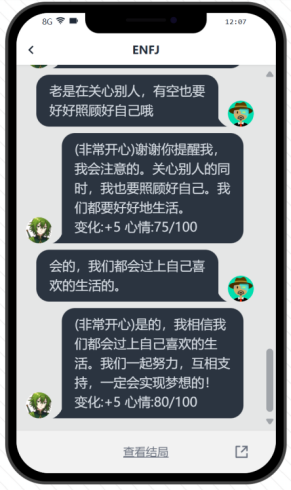 8G 12:07
ENFJ
老是在关心别人，有空也要
好好照顾好自己哦
(非常开心)谢谢你提醒我，
我会注意的。关心别人的同
时，我也要照顾好自己。我
们都要好好地生活。
变化:+5 心情:75/100
会的，我们都会过上自己喜
欢的生活的。
(非常开心)是的，我相信我
们都会过上自己喜欢的生
活。我们一起努力，互相支
持，一定会实现梦想的！
变化:+5 心情:80/100
查看结局